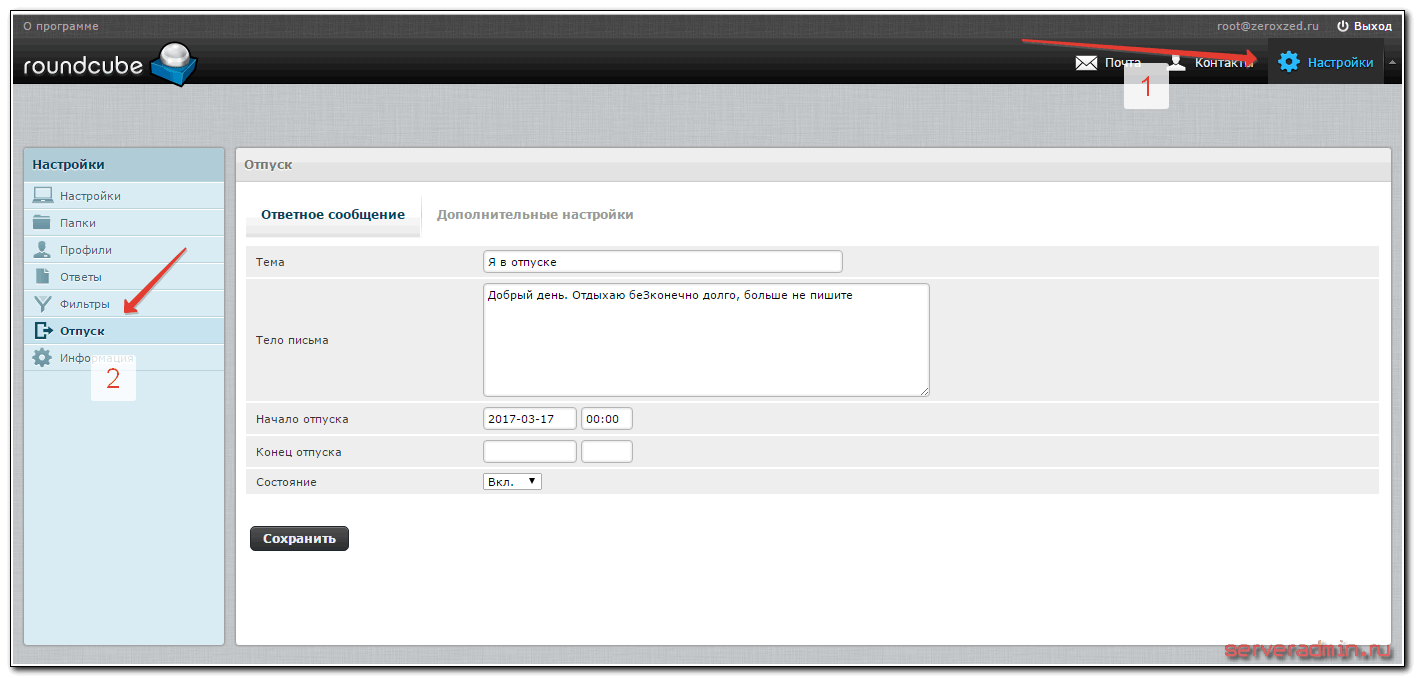 О программе
root@zeroxzed.ru Выход
roundcube Почта Контакты Настройки
1
Настройки
Настройки
Папки
Профили
Ответы
Фильтры
Отпуск
Информация
2
Отпуск
Ответное сообщение Дополнительные настройки
Тема Я в отпуске
Тело письма Добрый день. Отдыхаю беЗконечно долго, больше не пишите
Начало отпуска 2017-03-17 00:00
Конец отпуска
Состояние Вкл.
Сохранить
serveradmin.ru